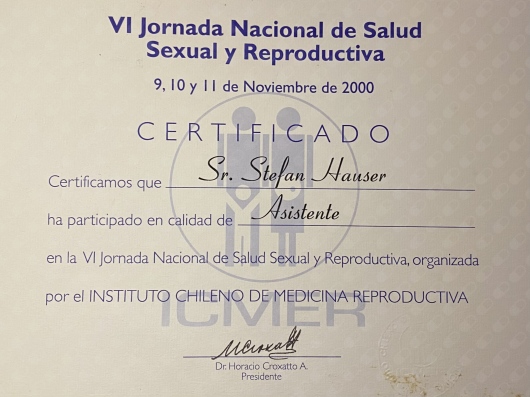 VI Jornada Nacional de Salud
Sexual y Reproductiva
9, 10 y 11 de Noviembre de 2000
CERTIFICADO
Certificamos que Sr. Stefan Hauser
ha participado en calidad de Asistente
en la VI Jornada Nacional de Salud Sexual y Reproductiva, organizada
por el INSTITUTO CHILENO DE MEDICINA REPRODUCTIVA
ICMER
Dr. Horacio Croxatto A.
Presidente